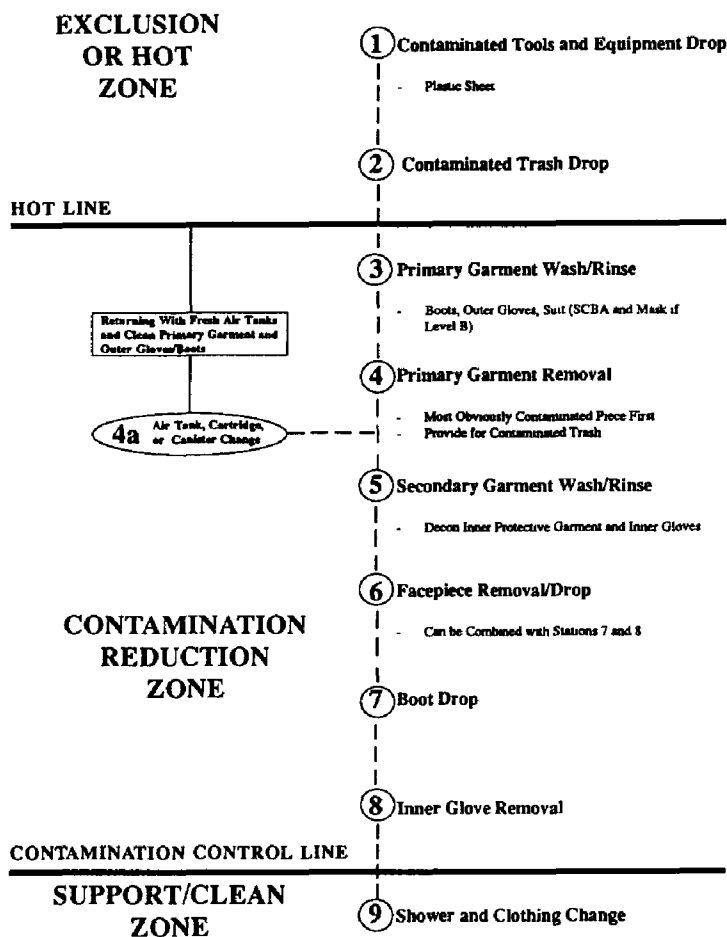 EXCLUSION
OR HOT
ZONE
1 Contaminated Tools and Equipment Drop
- Plastic Sheet
2 Contaminated Trash Drop
HOT LINE
3 Primary Garment Wash/Rinse
- Boots, Outer Gloves, Suit (SCBA and Mask if
Level B)
Returning With Fresh Air Tanks
and Clean Primary Garment and
Outer Gloves/Boots
4 Primary Garment Removal
- Most Obviously Contaminated Piece First
- Provide for Contaminated Trash
4a Air Tank, Cartridge,
or Canister Change
5 Secondary Garment Wash/Rinse
- Decon Inner Protective Garment and Inner Gloves
6 Facepiece Removal/Drop
- Can be Combined with Stations 7 and 8
CONTAMINATION
REDUCTION
ZONE
7 Boot Drop
8 Inner Glove Removal
CONTAMINATION CONTROL LINE
SUPPORT/CLEAN
ZONE
9 Shower and Clothing Change